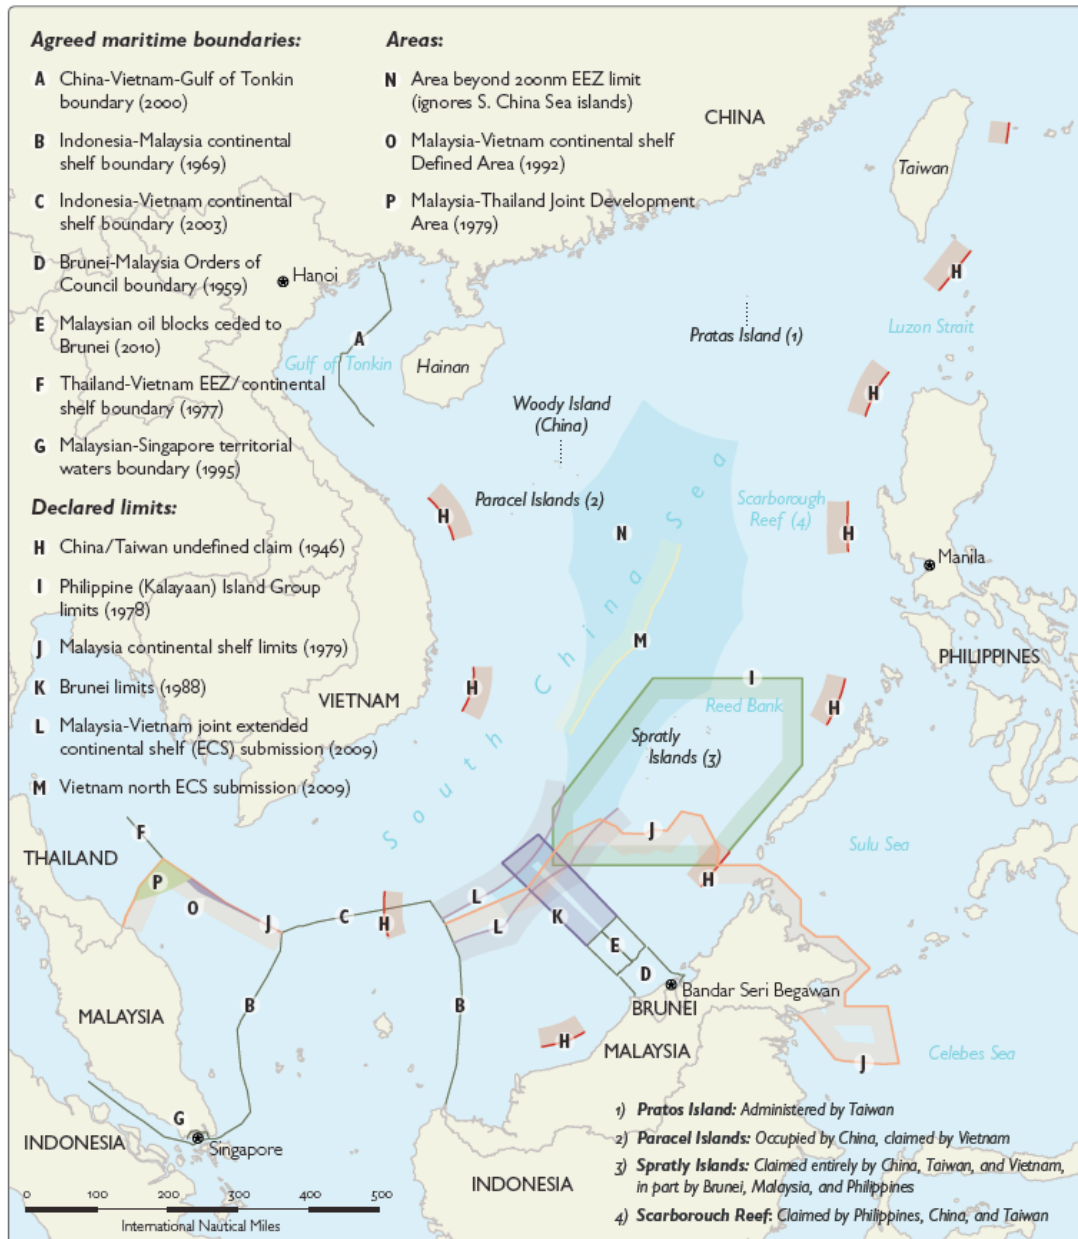 Agreed maritime boundaries:
A China-Vietnam-Gulf of Tonkin
boundary (2000)
B Indonesia-Malaysia continental
shelf boundary (1969)
C Indonesia-Vietnam continental
shelf boundary (2003)
D Brunei-Malaysia Orders of
Council boundary (1959)
E Malaysian oil blocks ceded to
Brunei (2010)
F Thailand-Vietnam EEZ/continental
shelf boundary (1977)
G Malaysian-Singapore territorial
waters boundary (1995)
Declared limits:
H China/Taiwan undefined claim (1946)
I Philippine (Kalayaan) Island Group
limits (1978)
J Malaysia continental shelf limits (1979)
K Brunei limits (1988)
L Malaysia-Vietnam joint extended
continental shelf (ECS) submission (2009)
M Vietnam north ECS submission (2009)
Areas:
N Area beyond 200nm EEZ limit
(ignores S. China Sea islands)
O Malaysia-Vietnam continental shelf
Defined Area (1992)
P Malaysia-Thailand Joint Development
Area (1979)
CHINA
Taiwan
Hanoi
H
A
Gulf of Tonkin
Hainan
Pratas Island (1)
Luzon Strait
H
Woody Island
(China)
Paracel Islands (2)
H
N
Scarborough
Reef (4)
H
Manila
South China Sea
M
PHILIPPINES
VIETNAM
H
I
Reed Bank
H
Spratly
Islands (3)
F
J
Sulu Sea
THAILAND
P
H
O
L
J
C
H
L
K
E
D
Bandar Seri Begawan
BRUNEI
B
B
MALAYSIA
H
MALAYSIA
J
Celebes Sea
G
Singapore
INDONESIA
INDONESIA
0 100 200 300 400 500
International Nautical Miles
1) Pratos Island: Administered by Taiwan
2) Paracel Islands: Occupied by China, claimed by Vietnam
3) Spratly Islands: Claimed entirely by China, Taiwan, and Vietnam,
in part by Brunei, Malaysia, and Philippines
4) Scarborouch Reef: Claimed by Philippines, China, and Taiwan